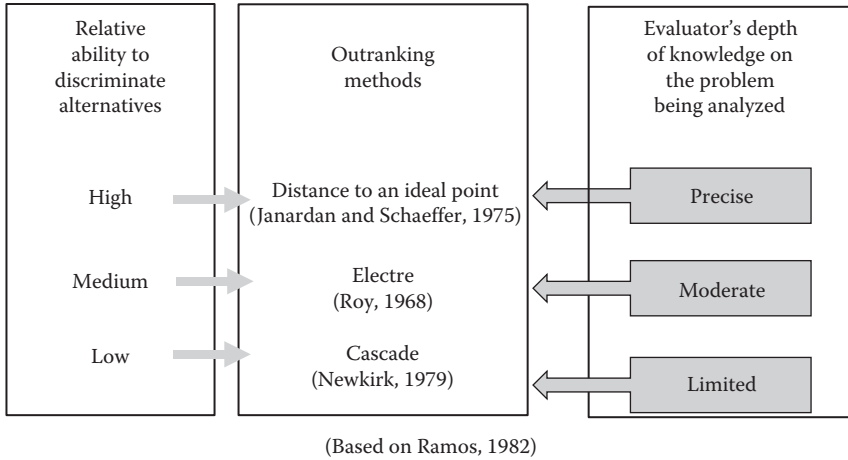 Relative
ability to
discriminate
alternatives
High
Medium
Low
Outranking
methods
Distance to an ideal point
(Janardan and Schaeffer, 1975)
Electre
(Roy, 1968)
Cascade
(Newkirk, 1979)
Evaluator's depth
of knowledge on
the problem
being analyzed
Precise
Moderate
Limited
(Based on Ramos, 1982)